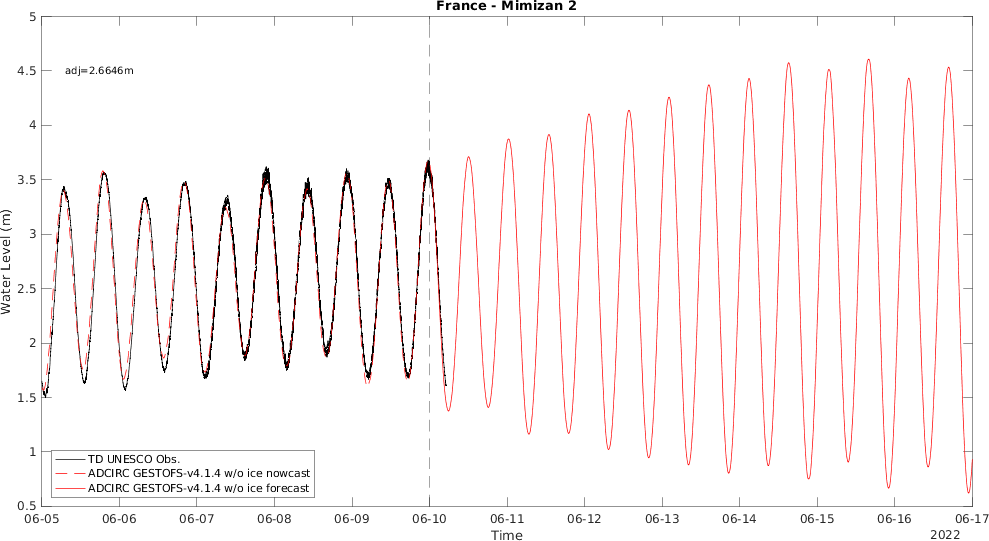 France - Mimizan 2
5
4.5
4
3.5
3
2.5
2
1.5
1
0.5
Water Level (m)
adj=2.6646m
TD UNESCO Obs.
ADCIRC GESTOFS-v4.1.4 w/o ice nowcast
ADCIRC GESTOFS-v4.1.4 w/o ice forecast
06-05 06-06 06-07 06-08 06-09 06-10 06-11 06-12 06-13 06-14 06-15 06-16 06-17
Time
2022